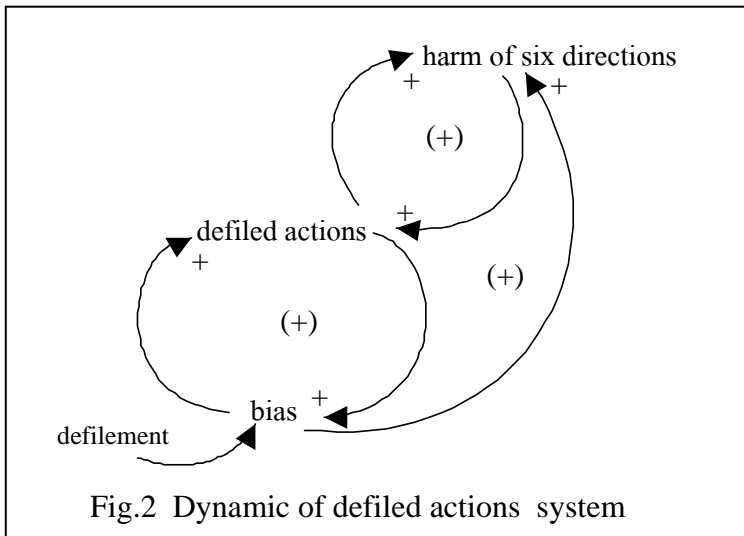 harm of six directions
+
+
(+)
+
defiled actions
+
(+)
(+)
+
bias
defilement
Fig.2 Dynamic of defiled actions system